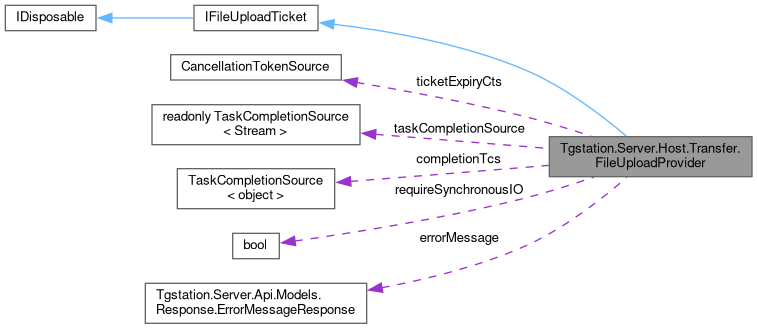 IDisposable
IFileUploadTicket
CancellationTokenSource
ticketExpiryCts
readonly TaskCompletionSource
< Stream >
taskCompletionSource
Tgstation.Server.Host.Transfer.
FileUploadProvider
TaskCompletionSource
< object >
completionTcs
requireSynchronousIO
bool
errorMessage
Tgstation.Server.Api.Models.
Response.ErrorMessageResponse